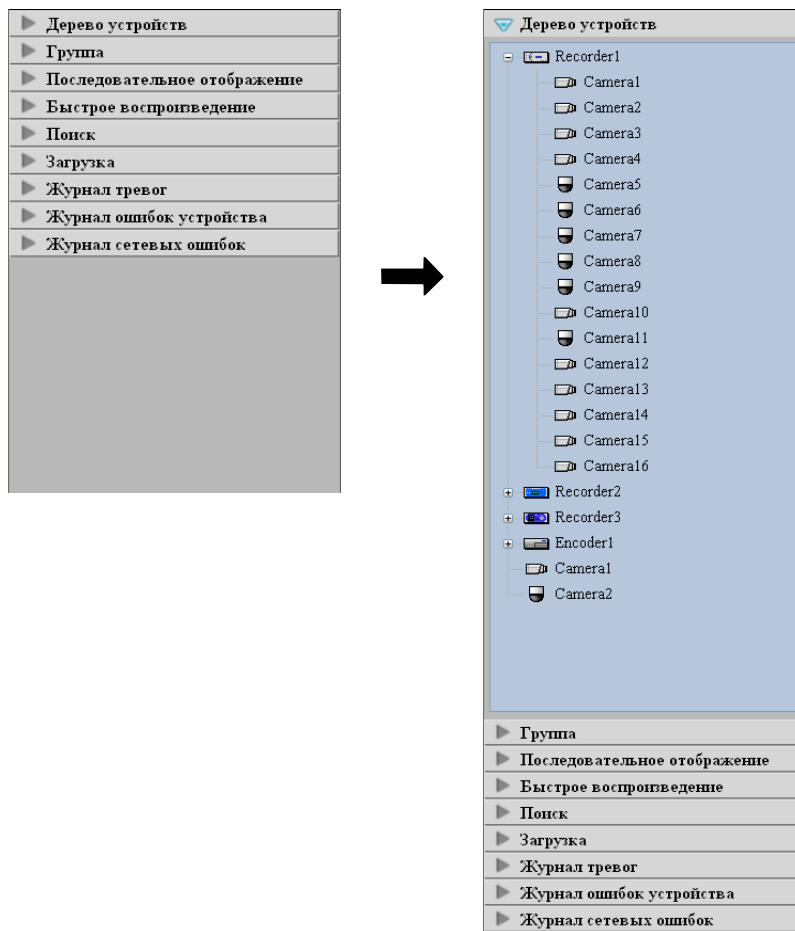 Дерево устройств
Группа
Последовательное отображение
Быстрое воспроизведение
Поиск
Загрузка
Журнал тревог
Журнал ошибок устройства
Журнал сетевых ошибок
Дерево устройств
Recorder1
Camera1
Camera2
Camera3
Camera4
Camera5
Camera6
Camera7
Camera8
Camera9
Camera10
Camera11
Camera12
Camera13
Camera14
Camera15
Camera16
Recorder2
Recorder3
Encoder1
Camera1
Camera2
Группа
Последовательное отображение
Быстрое воспроизведение
Поиск
Загрузка
Журнал тревог
Журнал ошибок устройства
Журнал сетевых ошибок